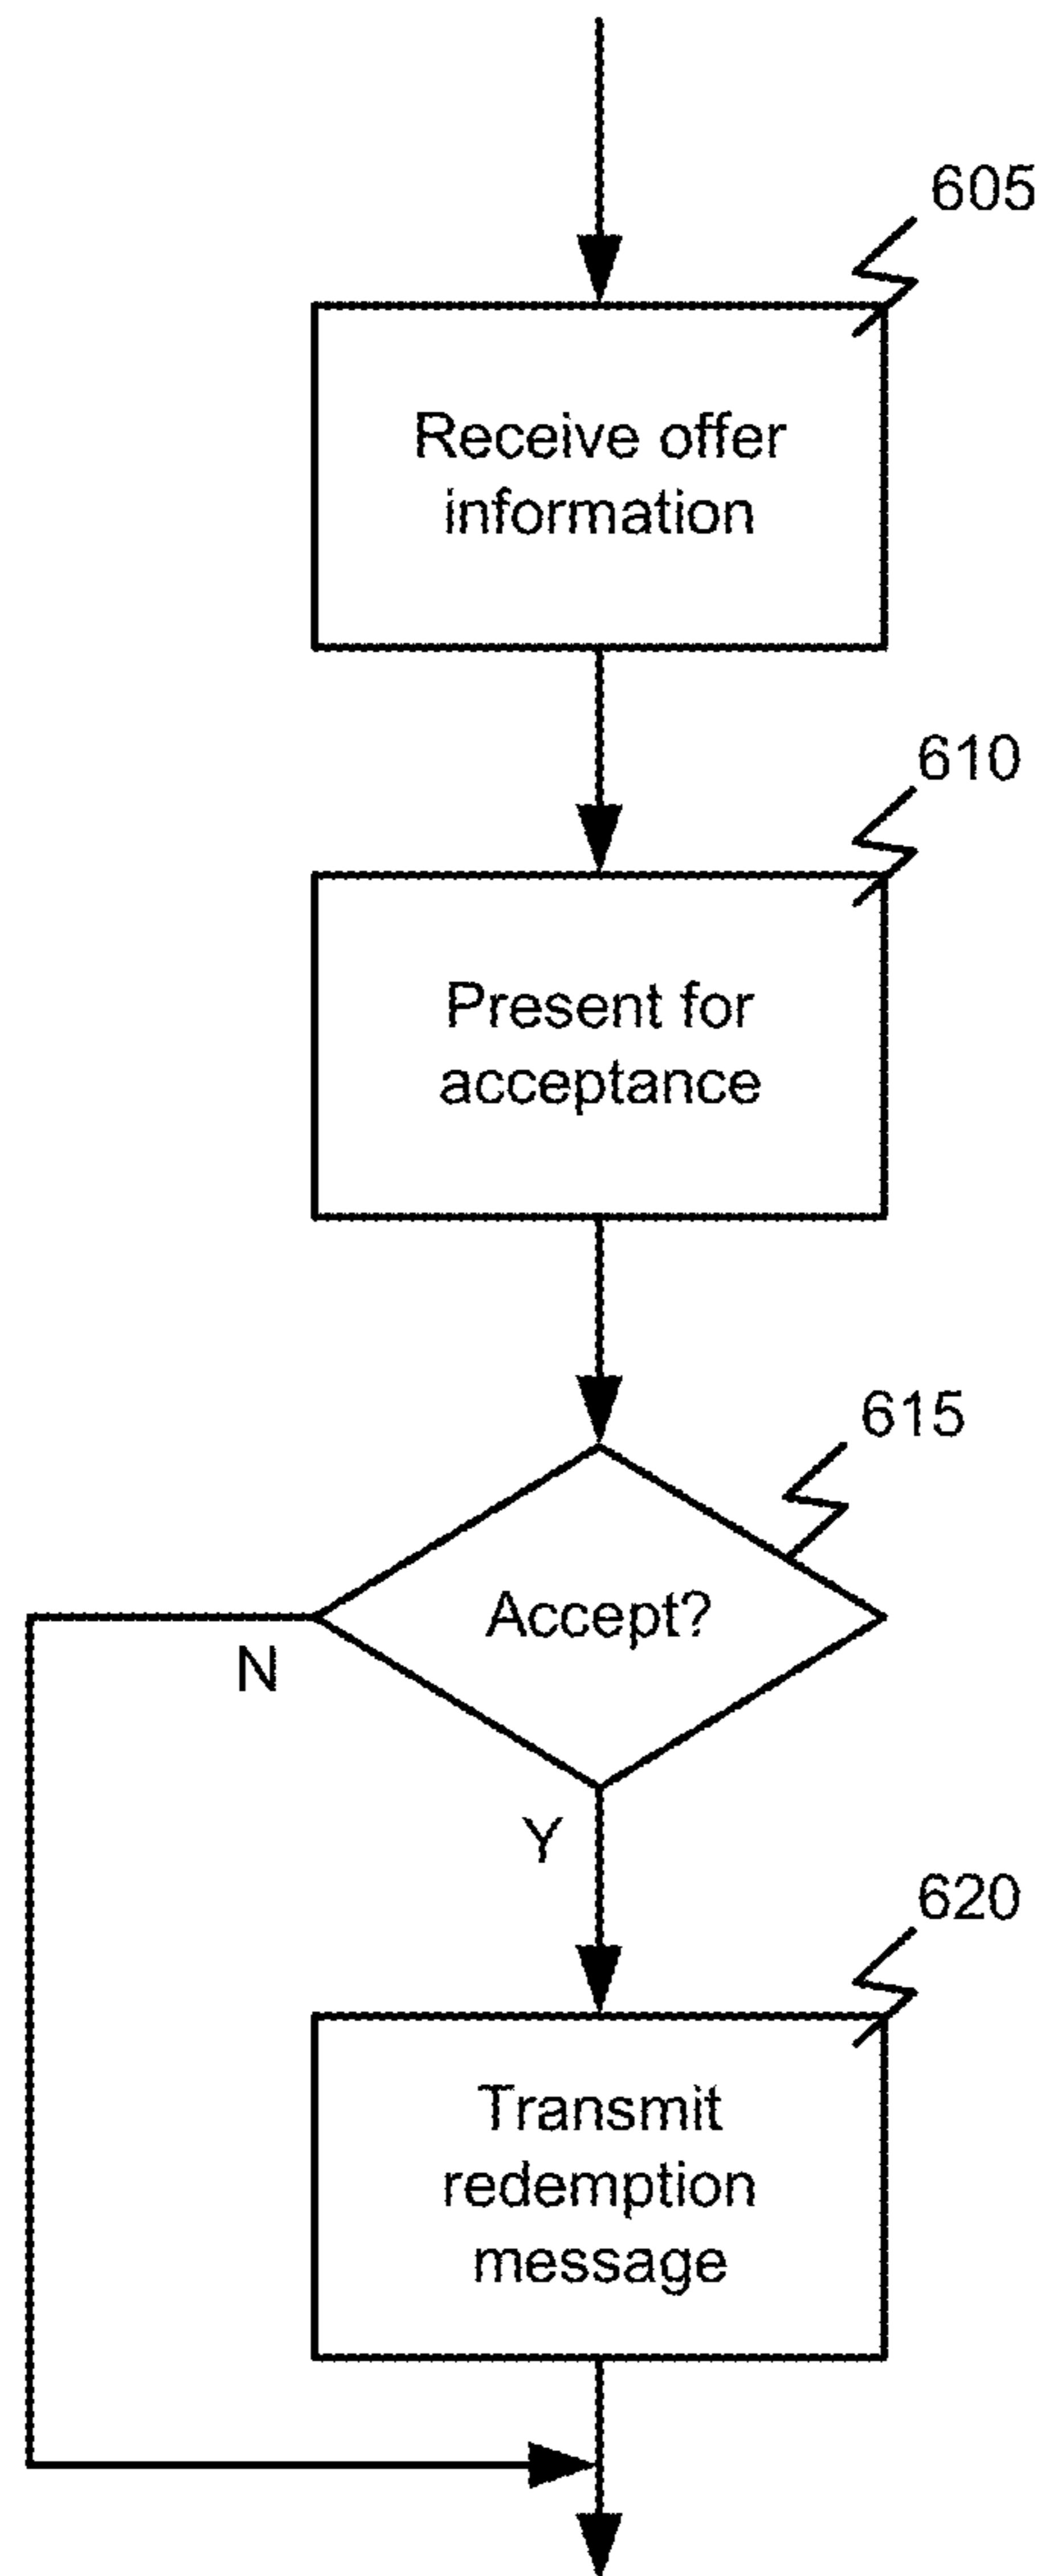 605
Receive offer
information
610
Present for
acceptance
615
Accept?
N
Y
620
Transmit
redemption
message